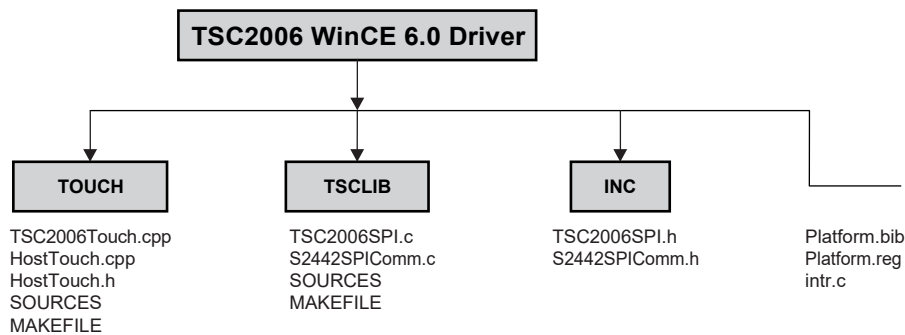 TSC2006 WinCE 6.0 Driver
TOUCH
TSC2006Touch.cpp
HostTouch.cpp
HostTouch.h
SOURCES
MAKEFILE
TSCLIB
TSC2006SPI.c
S2442SPIComm.c
SOURCES
MAKEFILE
INC
TSC2006SPI.h
S2442SPIComm.h
Platform.bib
Platform.reg
intr.c